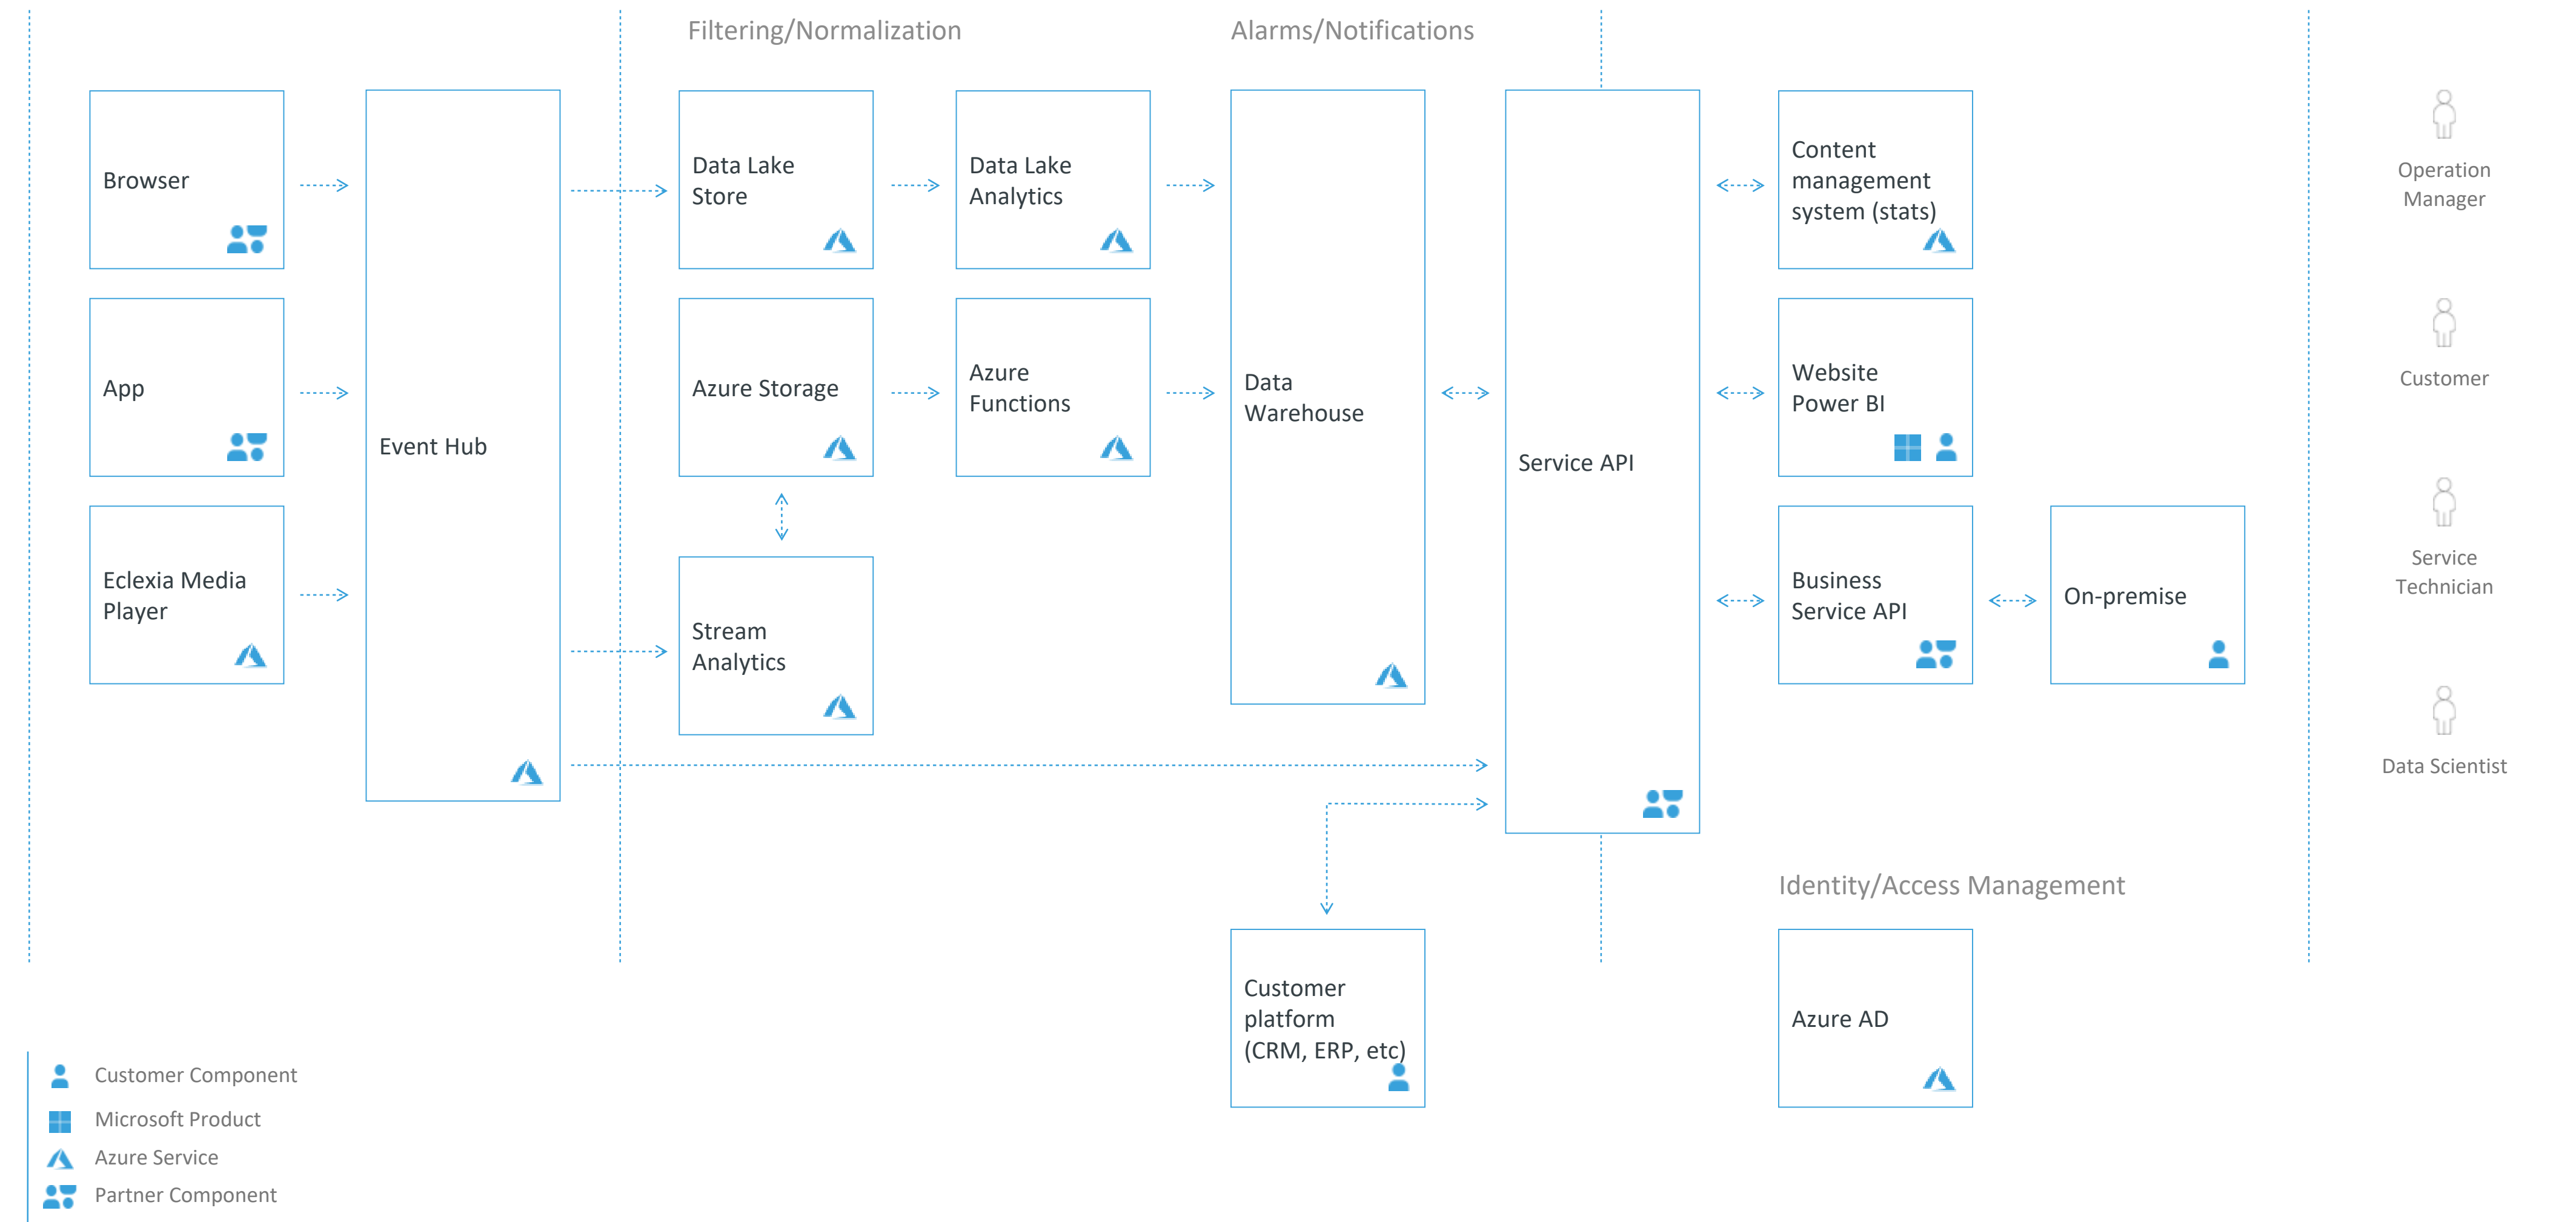 Filtering/Normalization
Alarms/Notifications
Browser
App
Eclexia Media
Player
Event Hub
Data Lake
Store
Data Lake
Analytics
Azure Storage
Azure
Functions
Stream
Analytics
Data
Warehouse
Service API
Content
management
system (stats)
Website
Power BI
Business
Service API
On-premise
Operation
Manager
Customer
Service
Technician
Data Scientist
Identity/Access Management
Customer
platform
(CRM, ERP, etc)
Azure AD
Customer Component
Microsoft Product
Azure Service
Partner Component